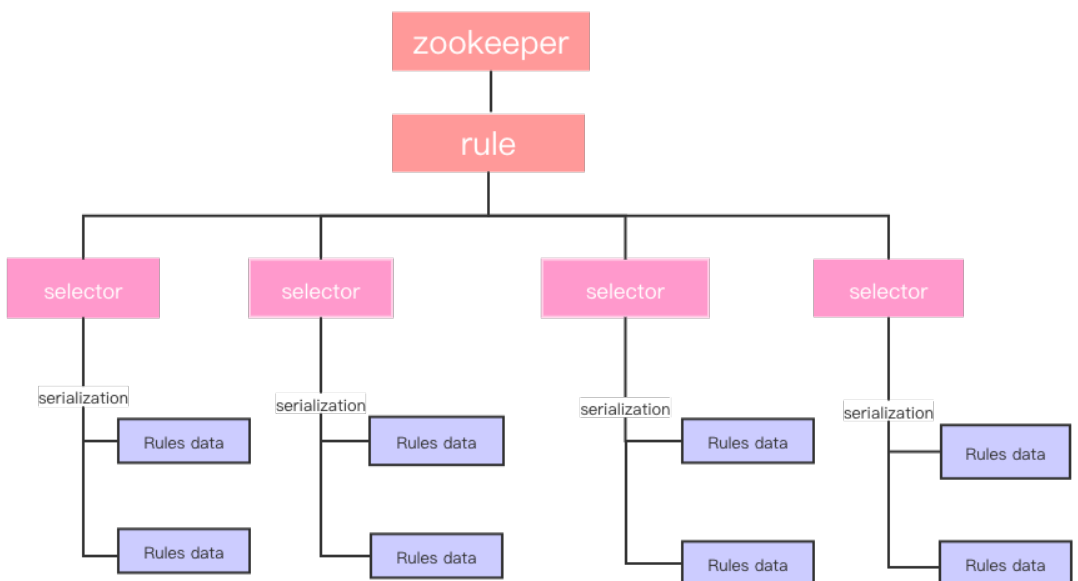 zookeeper
rule
selector
selector
selector
selector
serialization
serialization
serialization
serialization
Rules data
Rules data
Rules data
Rules data
Rules data
Rules data
Rules data
Rules data